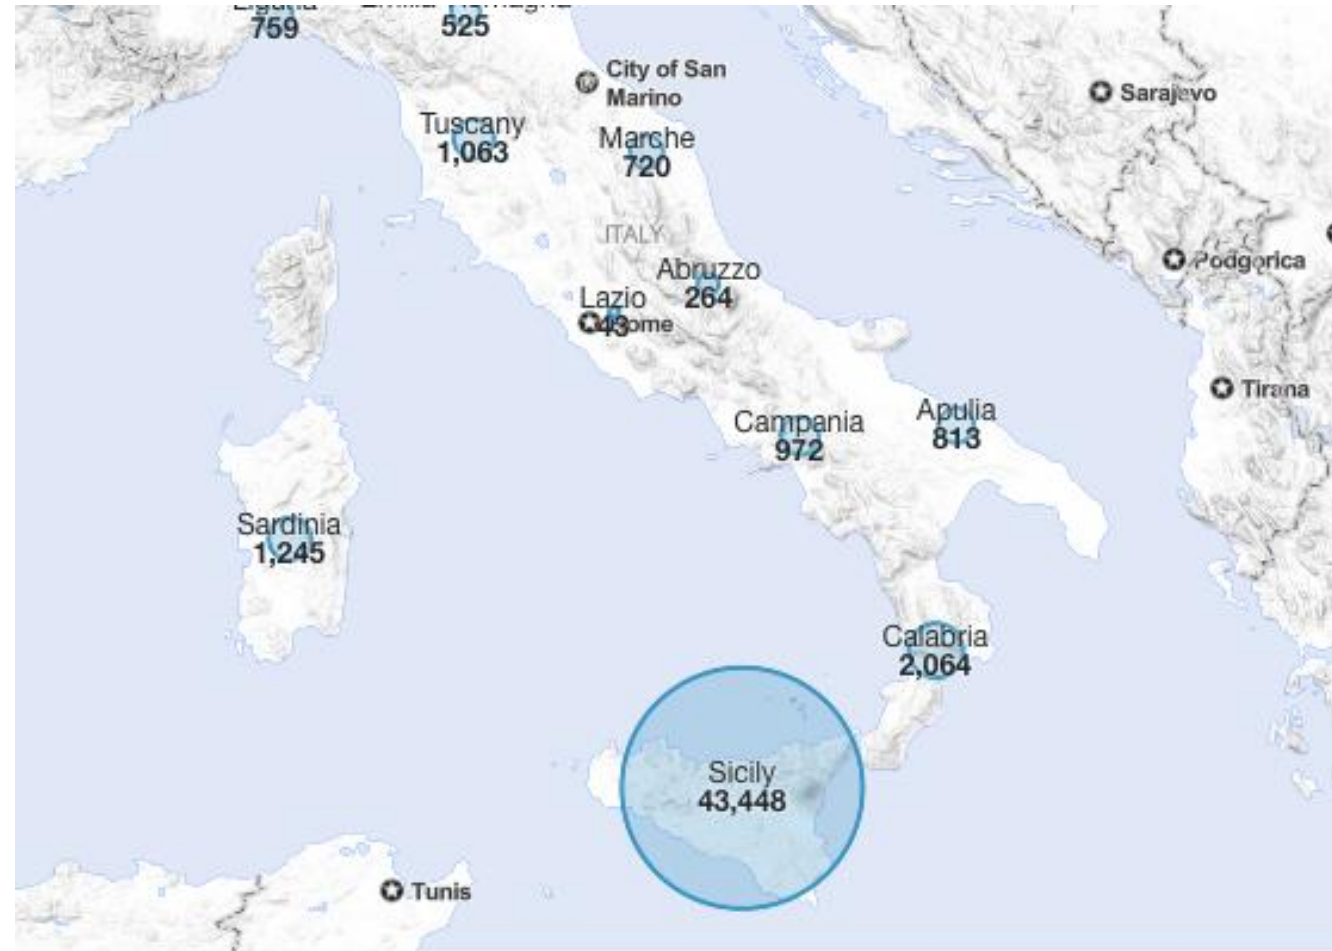 759
525
City of San
Marino
Sarajevo
Tuscany
1,063
Marche
720
ITALY
Podgorica
Abruzzo
264
Lazio
43
Rome
Tirana
Campania
972
Apulia
813
Sardinia
1,245
Calabria
2,064
Sicily
43,448
Tunis